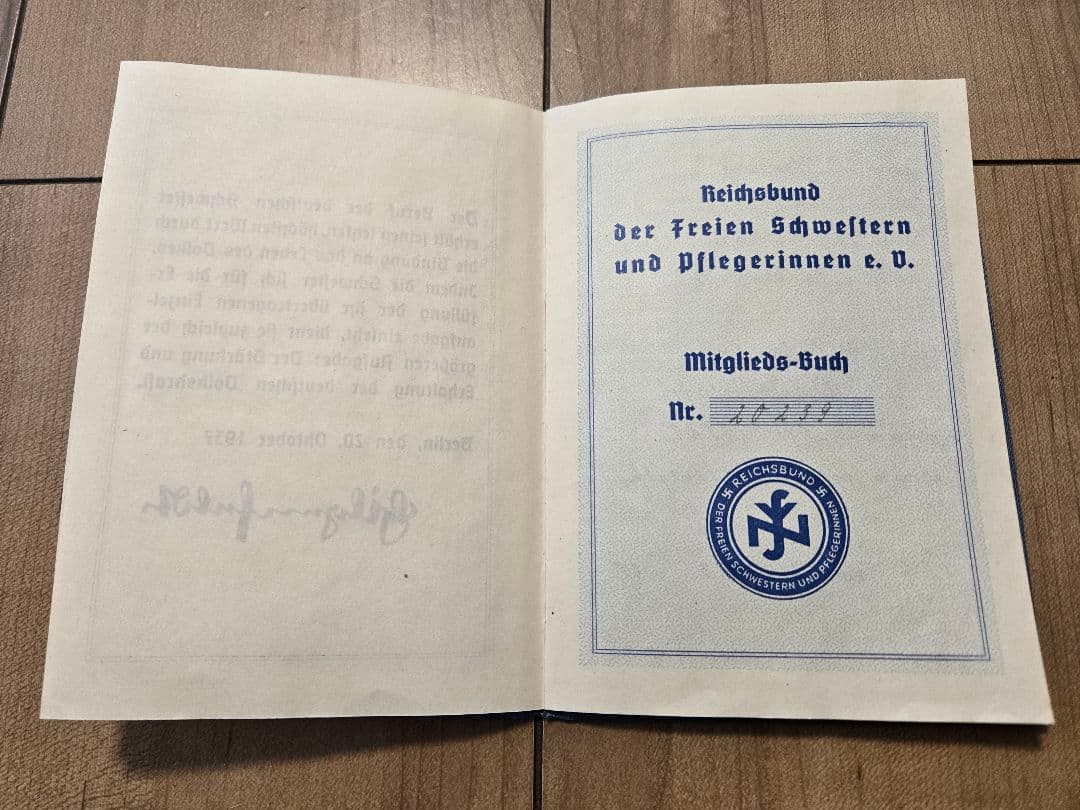 Der Beruf der deutschen Schwester
erhält seinen letzten, höchsten Wert durch
die Bindung an das Leben des Volkes.
Indem die Schwester sich für die Er-
füllung der ihr übertragenen Einzel-
aufgabe einsetzt, dient sie zugleich der
größeren Aufgabe: Der Stärkung und
Erhaltung der deutschen Volkskraft.
Berlin, den 20. Oktober 1937
Reichsbund
der Freien Schwestern
und Pflegerinnen e. V.
Mitglieds-Buch
Nr. 20239
REICHSBUND
DER FREIEN SCHWESTERN UND PFLEGERINNEN